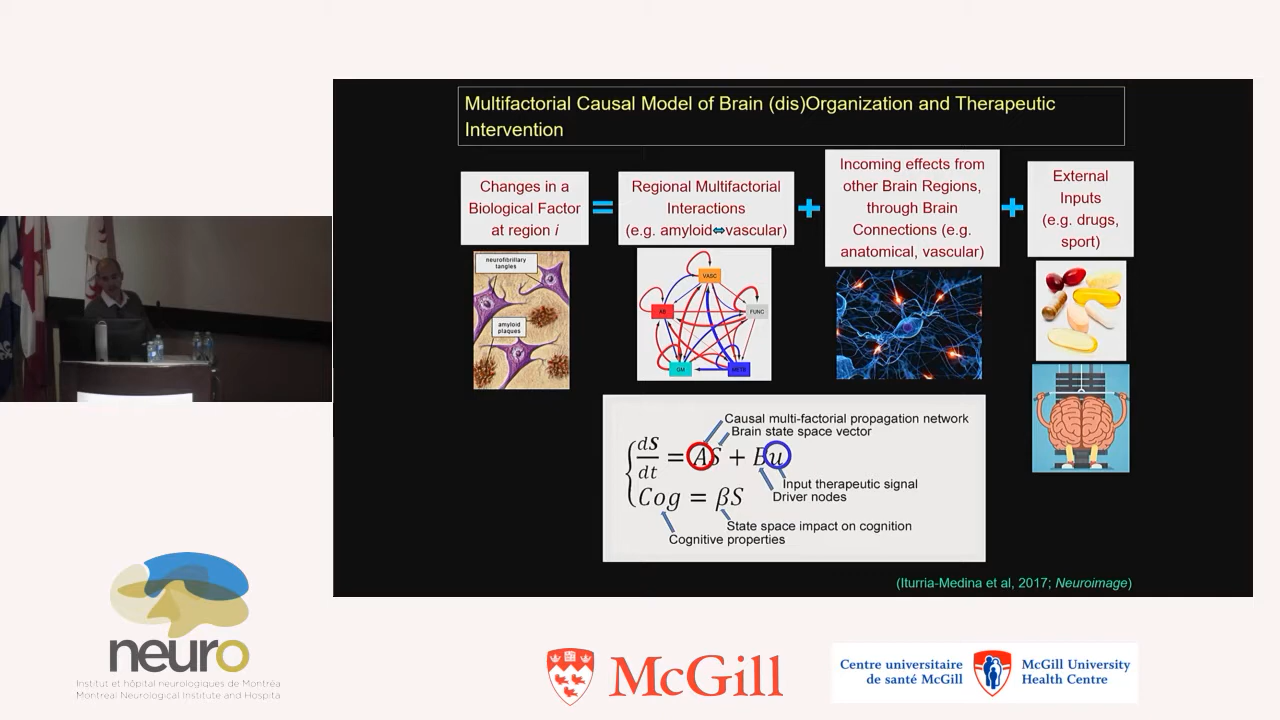 Multifactorial Causal Model of Brain (dis)Organization and Therapeutic
Intervention
Changes in a
Biological Factor
at region i
=
Regional Multifactorial
Interactions
(e.g. amyloid⇔vascular)
+
Incoming effects from
other Brain Regions,
through Brain
Connections (e.g.
anatomical, vascular)
+
External
Inputs
(e.g. drugs,
sport)
neurofibrillary
tangles
amyloid
plaques
VASC
AB
FUNC
GM
METB
Causal multi-factorial propagation network
Brain state space vector
dS/dt = AS + Bu
Input therapeutic signal
Driver nodes
Cog = βS
State space impact on cognition
Cognitive properties
(Iturria-Medina et al, 2017; Neuroimage)
neuro
Institut et hôpital neurologiques de Montréa
Montreal Neurological Institute and Hospita
McGill
Centre universitaire
de santé McGill
McGill University
Health Centre